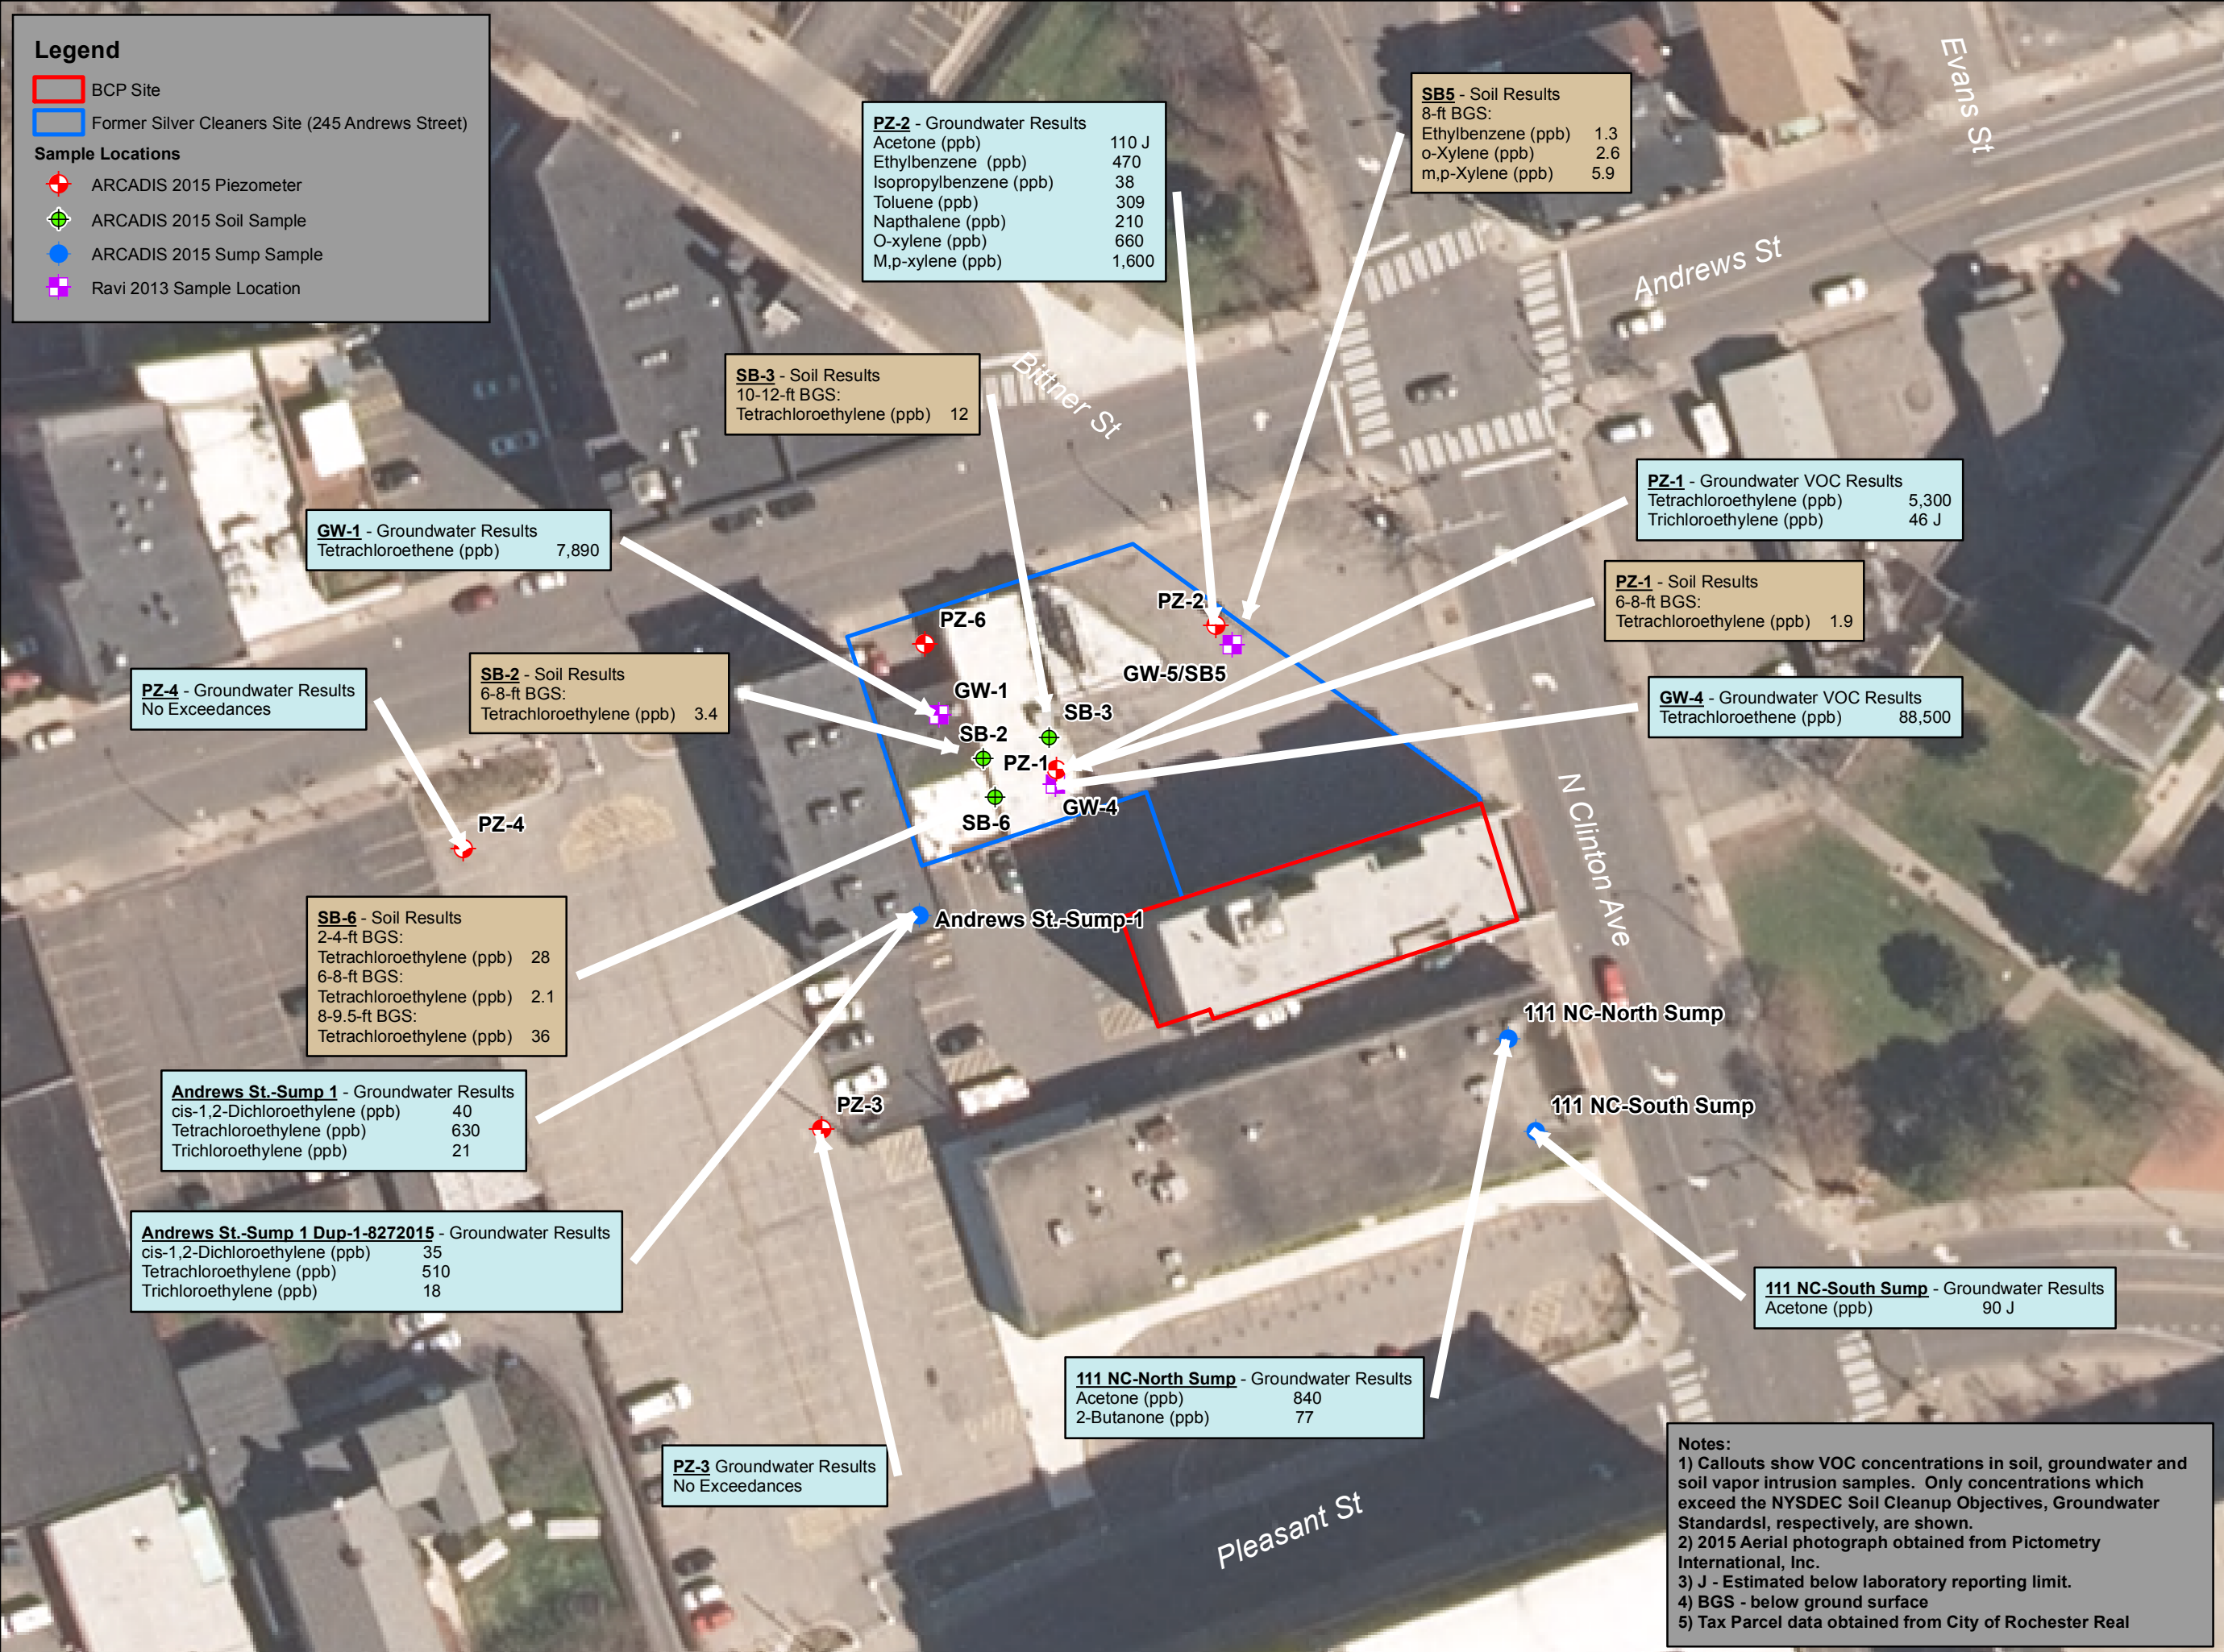 Legend
BCP Site
Former Silver Cleaners Site (245 Andrews Street)
Sample Locations
ARCADIS 2015 Piezometer
ARCADIS 2015 Soil Sample
ARCADIS 2015 Sump Sample
Ravi 2013 Sample Location
PZ-2 - Groundwater Results
Acetone (ppb) 110 J
Ethylbenzene (ppb) 470
Isopropylbenzene (ppb) 38
Toluene (ppb) 309
Napthalene (ppb) 210
O-xylene (ppb) 660
M,p-xylene (ppb) 1,600
SB5 - Soil Results
8-ft BGS:
Ethylbenzene (ppb) 1.3
o-Xylene (ppb) 2.6
m,p-Xylene (ppb) 5.9
Evans St
Andrews St
Bittner St
SB-3 - Soil Results
10-12-ft BGS:
Tetrachloroethylene (ppb) 12
PZ-1 - Groundwater VOC Results
Tetrachloroethylene (ppb) 5,300
Trichloroethylene (ppb) 46 J
GW-1 - Groundwater Results
Tetrachloroethene (ppb) 7,890
PZ-1 - Soil Results
6-8-ft BGS:
Tetrachloroethylene (ppb) 1.9
PZ-2
PZ-6
GW-5/SB5
PZ-4 - Groundwater Results
No Exceedances
SB-2 - Soil Results
6-8-ft BGS:
Tetrachloroethylene (ppb) 3.4
GW-4 - Groundwater VOC Results
Tetrachloroethene (ppb) 88,500
GW-1
SB-3
SB-2
PZ-1
GW-4
SB-6
PZ-4
N Clinton Ave
SB-6 - Soil Results
2-4-ft BGS:
Tetrachloroethylene (ppb) 28
6-8-ft BGS:
Tetrachloroethylene (ppb) 2.1
8-9.5-ft BGS:
Tetrachloroethylene (ppb) 36
Andrews St.-Sump-1
111 NC-North Sump
Andrews St.-Sump 1 - Groundwater Results
cis-1,2-Dichloroethylene (ppb) 40
Tetrachloroethylene (ppb) 630
Trichloroethylene (ppb) 21
PZ-3
111 NC-South Sump
Andrews St.-Sump 1 Dup-1-8272015 - Groundwater Results
cis-1,2-Dichloroethylene (ppb) 35
Tetrachloroethylene (ppb) 510
Trichloroethylene (ppb) 18
111 NC-South Sump - Groundwater Results
Acetone (ppb) 90 J
111 NC-North Sump - Groundwater Results
Acetone (ppb) 840
2-Butanone (ppb) 77
PZ-3 Groundwater Results
No Exceedances
Pleasant St
Notes:
1) Callouts show VOC concentrations in soil, groundwater and
soil vapor intrusion samples. Only concentrations which
exceed the NYSDEC Soil Cleanup Objectives, Groundwater
Standardsl, respectively, are shown.
2) 2015 Aerial photograph obtained from Pictometry
International, Inc.
3) J - Estimated below laboratory reporting limit.
4) BGS - below ground surface
5) Tax Parcel data obtained from City of Rochester Real